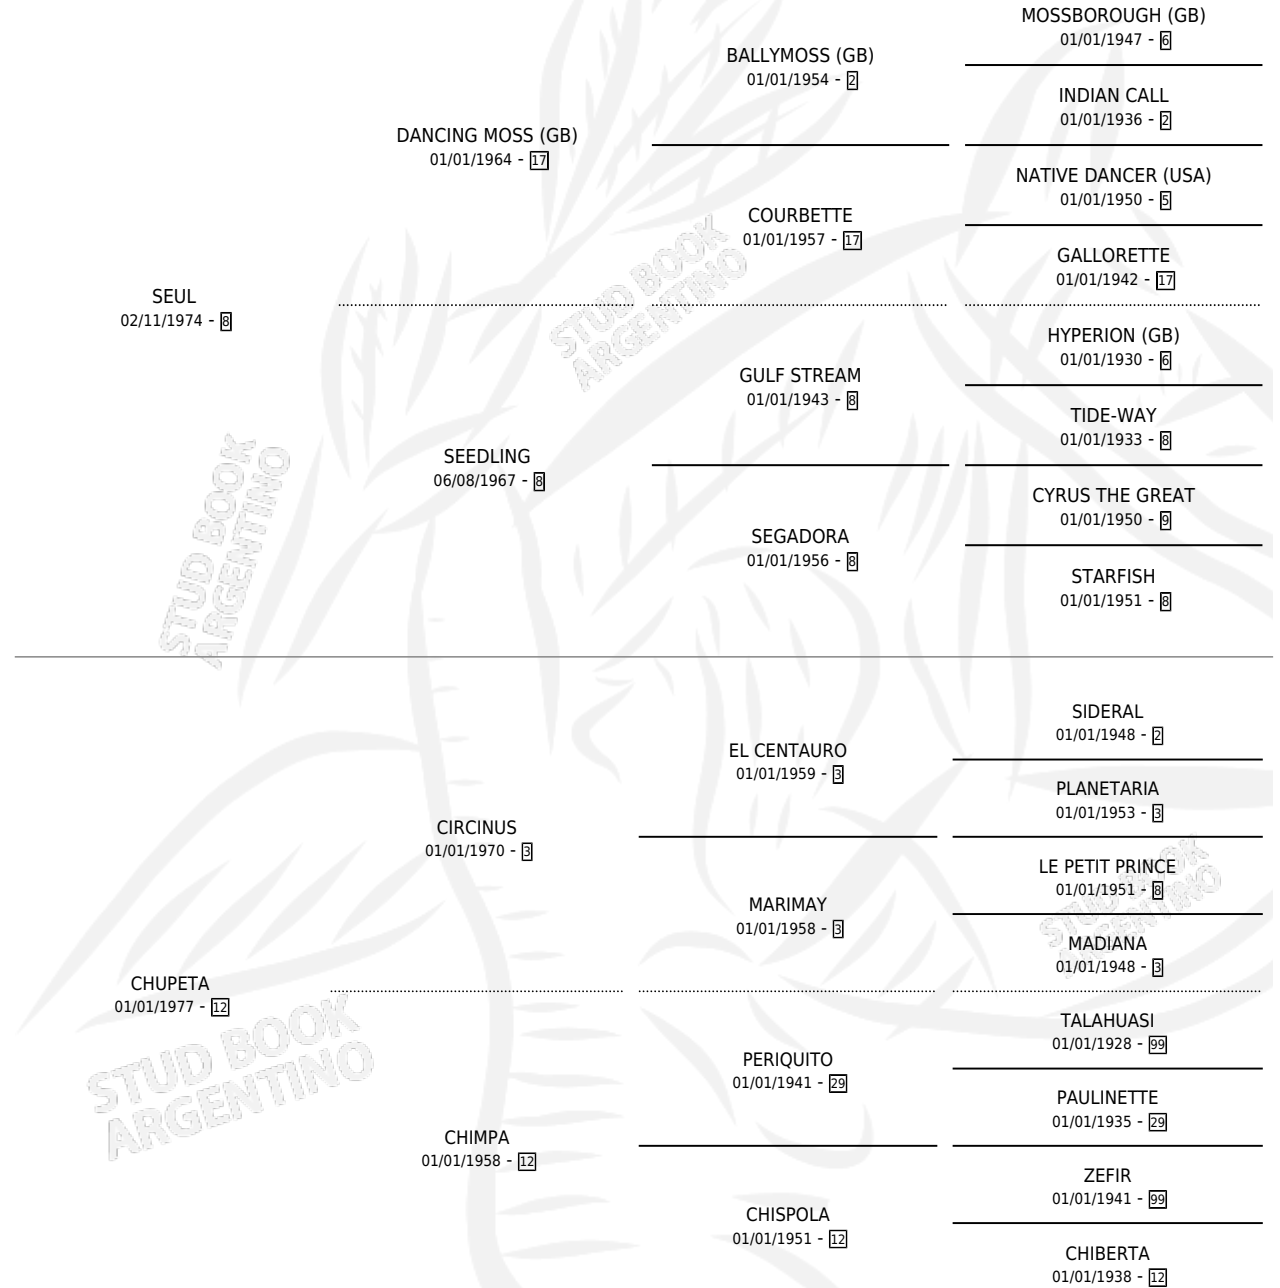 MOSSBOROUGH (GB)
01/01/1947 - 6
BALLYMOSS (GB)
01/01/1954 - 2
INDIAN CALL
01/01/1936 - 2
DANCING MOSS (GB)
01/01/1964 - 17
NATIVE DANCER (USA)
01/01/1950 - 5
COURBETTE
01/01/1957 - 17
GALLORETTE
01/01/1942 - 17
SEUL
02/11/1974 - 8
HYPERION (GB)
01/01/1930 - 6
GULF STREAM
01/01/1943 - 8
TIDE-WAY
01/01/1933 - 8
SEEDLING
06/08/1967 - 8
CYRUS THE GREAT
01/01/1950 - 9
SEGADORA
01/01/1956 - 8
STARFISH
01/01/1951 - 8
SIDERAL
01/01/1948 - 2
EL CENTAURO
01/01/1959 - 3
PLANETARIA
01/01/1953 - 3
CIRCINUS
01/01/1970 - 3
LE PETIT PRINCE
01/01/1951 - 8
MARIMAY
01/01/1958 - 3
MADIANA
01/01/1948 - 3
CHUPETA
01/01/1977 - 12
TALAHUASI
01/01/1928 - 99
PERIQUITO
01/01/1941 - 29
PAULINETTE
01/01/1935 - 29
CHIMPA
01/01/1958 - 12
ZEFIR
01/01/1941 - 99
CHISPOLA
01/01/1951 - 12
CHIBERTA
01/01/1938 - 12
STUD BOOK
ARGENTINO
STUD BOOK
ARGENTINO
STUD BOOK
ARGENTINO
STUD BOOK
ARGENTINO